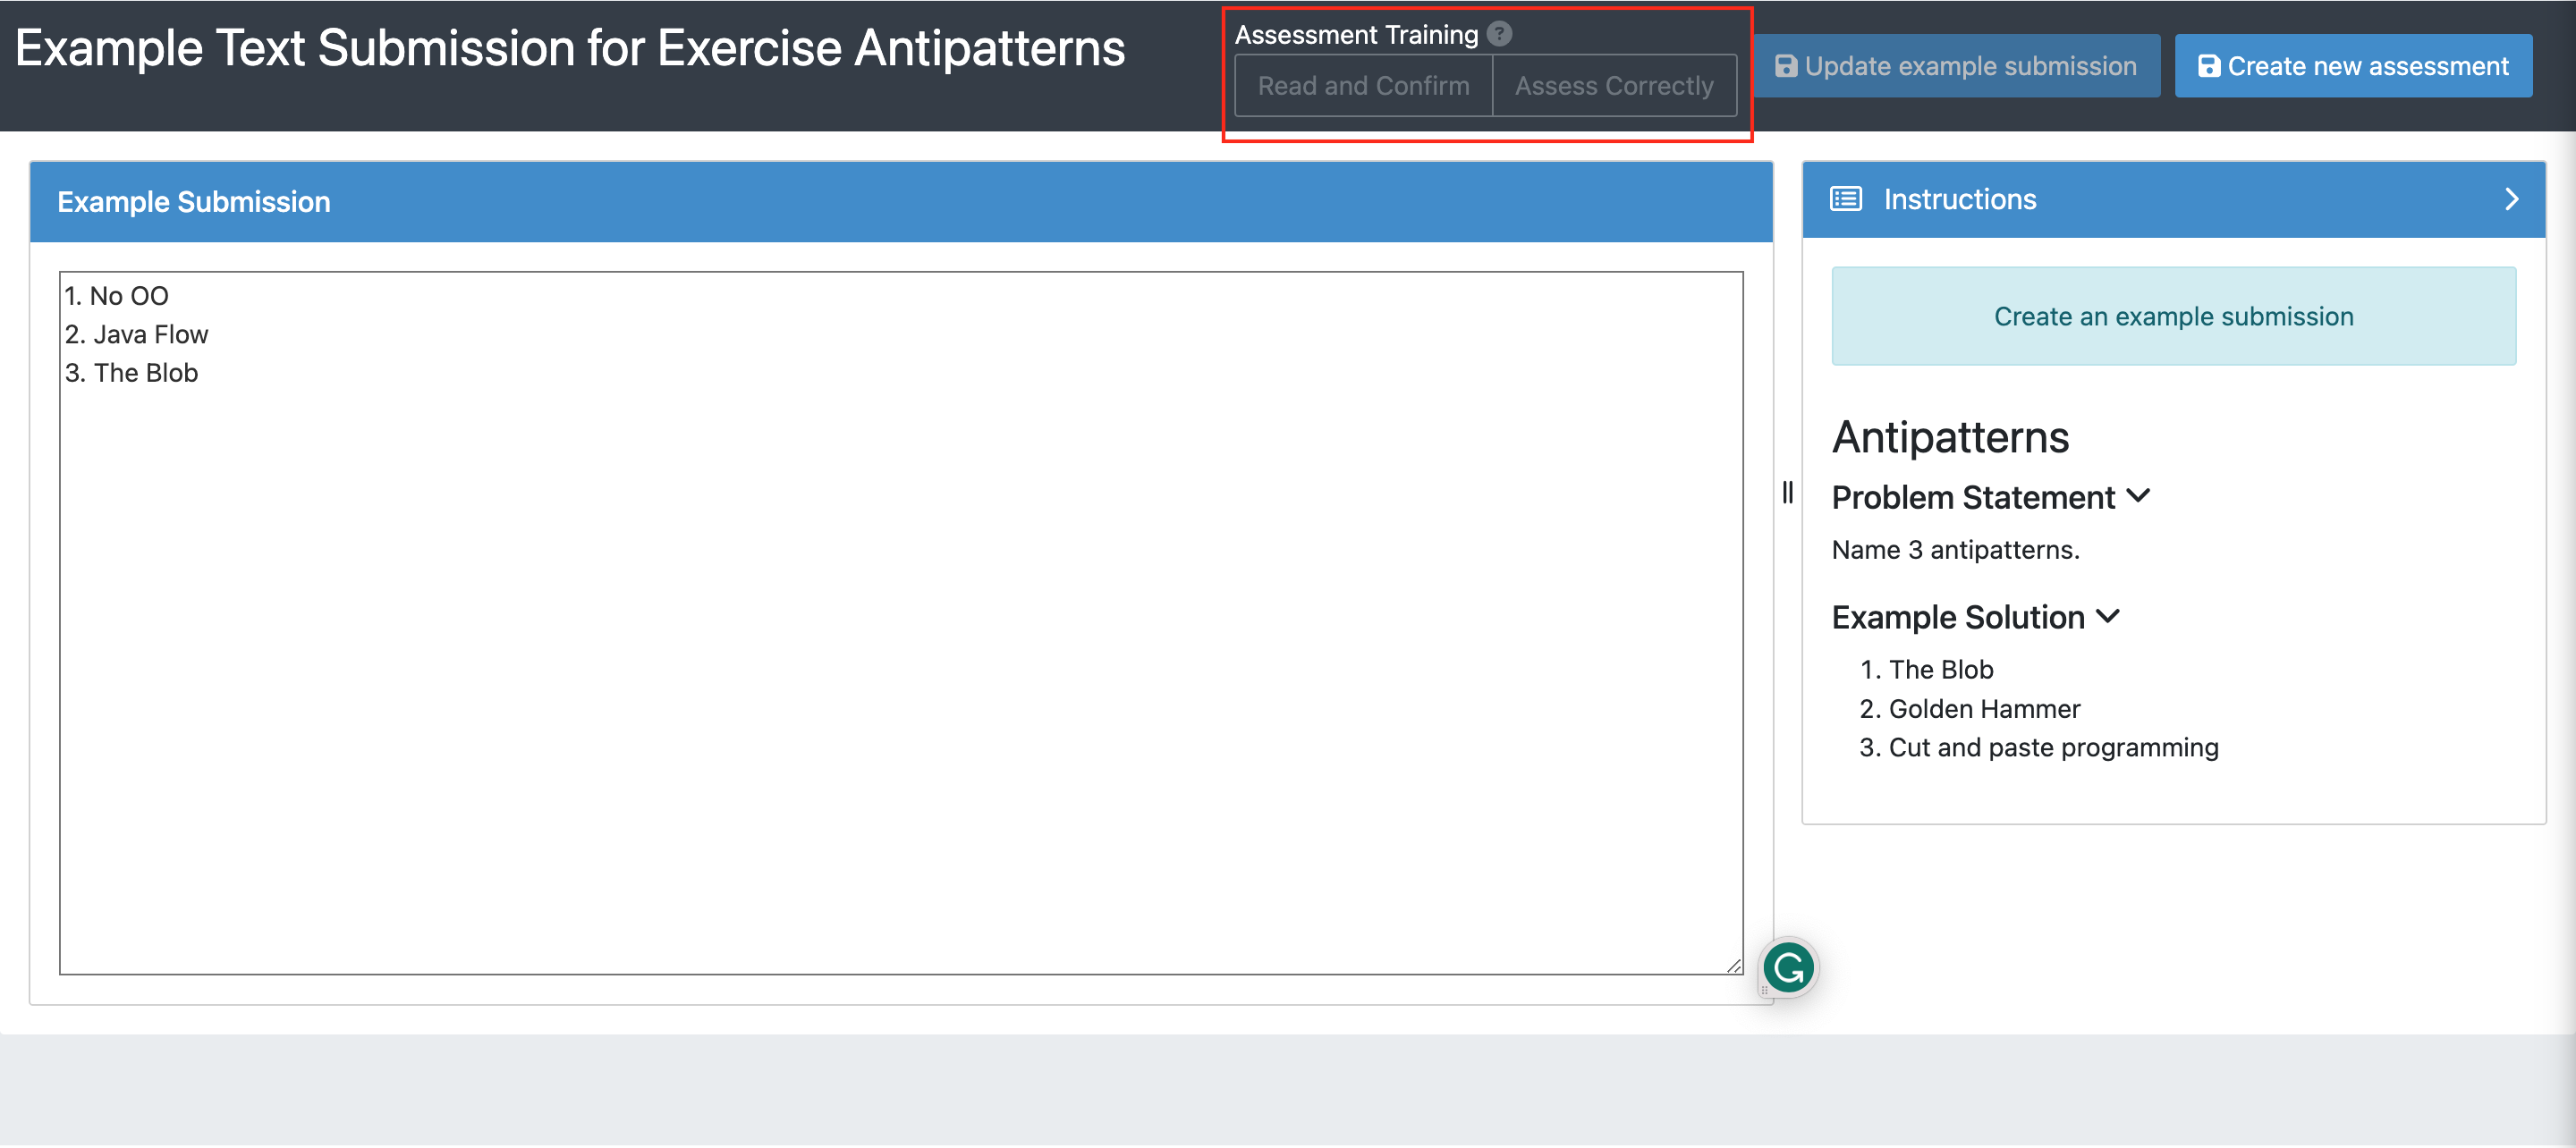 Example Text Submission for Exercise Antipatterns
Assessment Training ?
Read and Confirm
Assess Correctly
Update example submission
Create new assessment
Example Submission
1. No OO
2. Java Flow
3. The Blob
Instructions
Create an example submission
Antipatterns
Problem Statement
Name 3 antipatterns.
Example Solution
1. The Blob
2. Golden Hammer
3. Cut and paste programming